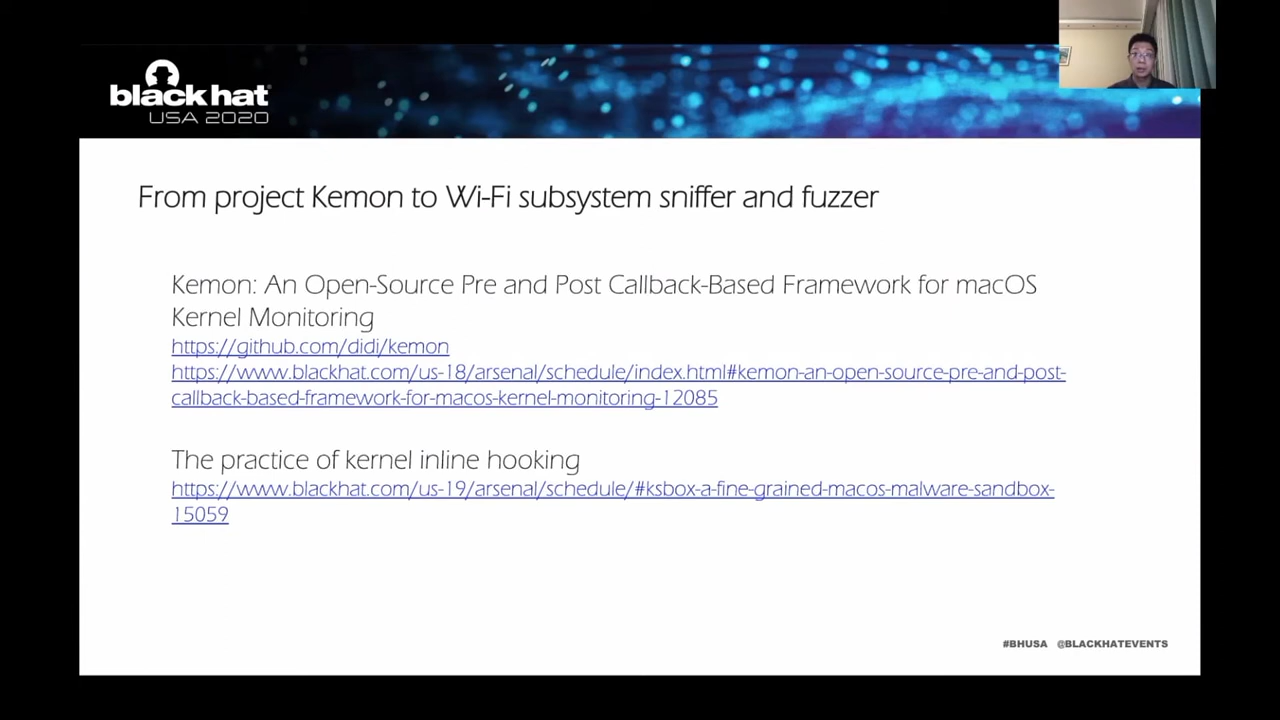 black hat
USA 2020
From project Kemon to Wi-Fi subsystem sniffer and fuzzer
Kemon: An Open-Source Pre and Post Callback-Based Framework for macOS
Kernel Monitoring
https://github.com/didi/kemon
https://www.blackhat.com/us-18/arsenal/schedule/index.html#kemon-an-open-source-pre-and-post-
callback-based-framework-for-macos-kernel-monitoring-12085
The practice of kernel inline hooking
https://www.blackhat.com/us-19/arsenal/schedule/#ksbox-a-fine-grained-macos-malware-sandbox-
15059
#BHUSA @BLACKHATEVENTS